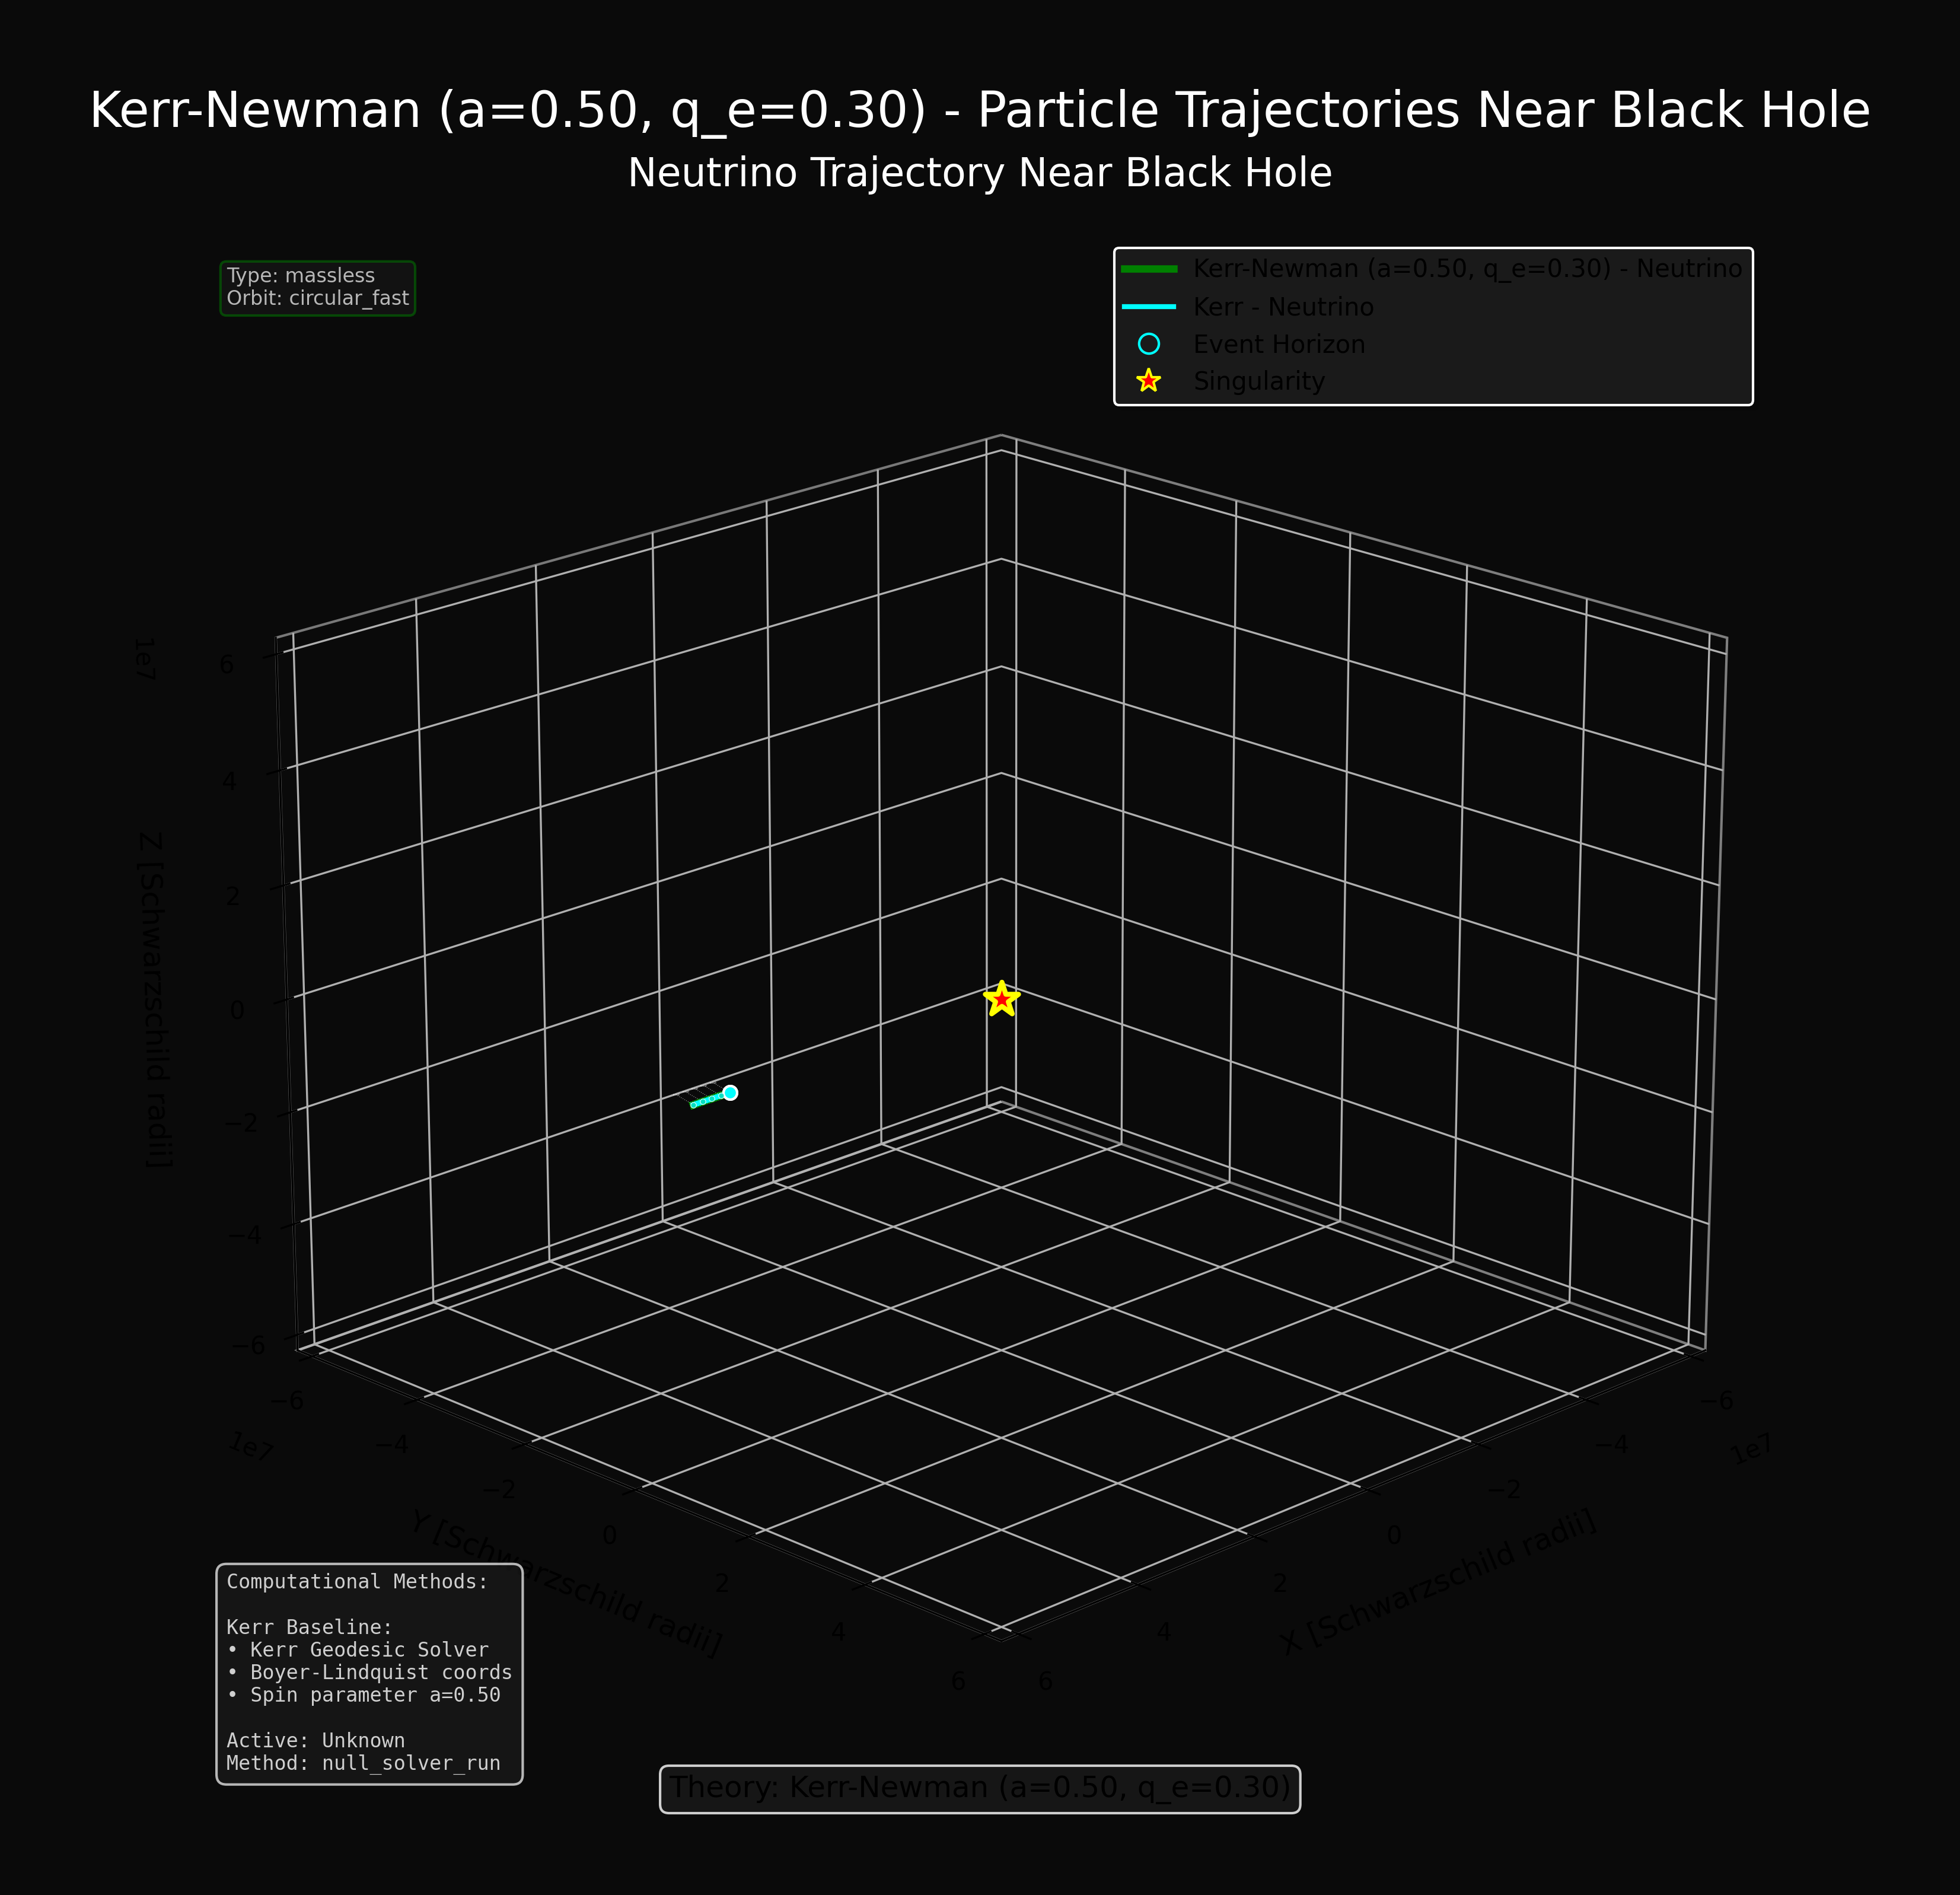 Kerr-Newman (a=0.50, q_e=0.30) - Particle Trajectories Near Black Hole
Neutrino Trajectory Near Black Hole
Type: massless
Orbit: circular_fast
Kerr-Newman (a=0.50, q_e=0.30) - Neutrino
Kerr - Neutrino
Event Horizon
Singularity
1e7
6
4
2
0
−2
−4
−6
Z [Schwarzschild radii]
−6
−4
−2
0
2
4
6
1e7
Y [Schwarzschild radii]
6
4
2
0
−2
−4
−6
1e7
X [Schwarzschild radii]
Computational Methods:
Kerr Baseline:
• Kerr Geodesic Solver
• Boyer-Lindquist coords
• Spin parameter a=0.50
Active: Unknown
Method: null_solver_run
Theory: Kerr-Newman (a=0.50, q_e=0.30)